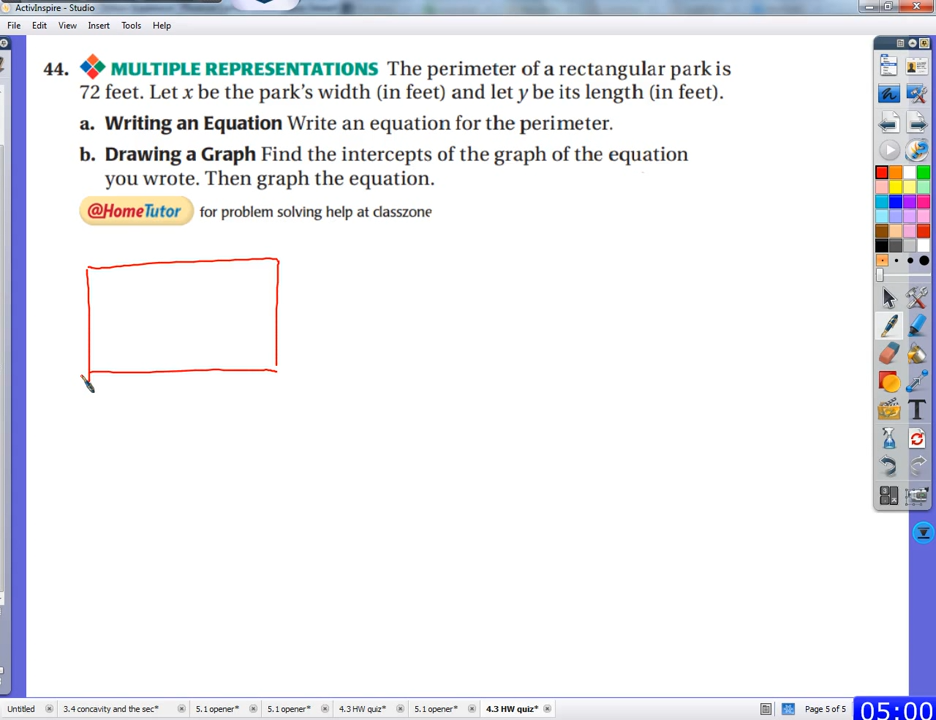 ActivInspire - Studio
File Edit View Insert Tools Help
44. MULTIPLE REPRESENTATIONS The perimeter of a rectangular park is
72 feet. Let x be the park's width (in feet) and let y be its length (in feet).
a. Writing an Equation Write an equation for the perimeter.
b. Drawing a Graph Find the intercepts of the graph of the equation
you wrote. Then graph the equation.
@HomeTutor for problem solving help at classzone
Untitled 3.4 concavity and the sec* 5.1 opener* 5.1 opener* 4.3 HW quiz* 5.1 opener* 4.3 HW quiz* Page 5 of 5
05:00